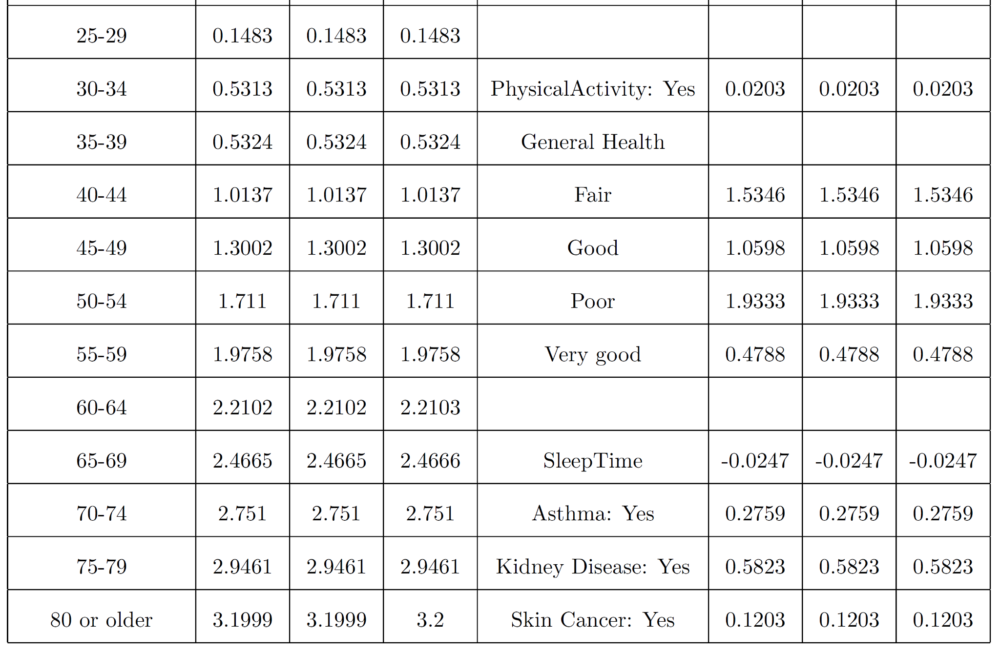 25-29 0.1483 0.1483 0.1483
30-34 0.5313 0.5313 0.5313 PhysicalActivity: Yes 0.0203 0.0203 0.0203
35-39 0.5324 0.5324 0.5324 General Health
40-44 1.0137 1.0137 1.0137 Fair 1.5346 1.5346 1.5346
45-49 1.3002 1.3002 1.3002 Good 1.0598 1.0598 1.0598
50-54 1.711 1.711 1.711 Poor 1.9333 1.9333 1.9333
55-59 1.9758 1.9758 1.9758 Very good 0.4788 0.4788 0.4788
60-64 2.2102 2.2102 2.2103
65-69 2.4665 2.4665 2.4666 SleepTime -0.0247 -0.0247 -0.0247
70-74 2.751 2.751 2.751 Asthma: Yes 0.2759 0.2759 0.2759
75-79 2.9461 2.9461 2.9461 Kidney Disease: Yes 0.5823 0.5823 0.5823
80 or older 3.1999 3.1999 3.2 Skin Cancer: Yes 0.1203 0.1203 0.1203